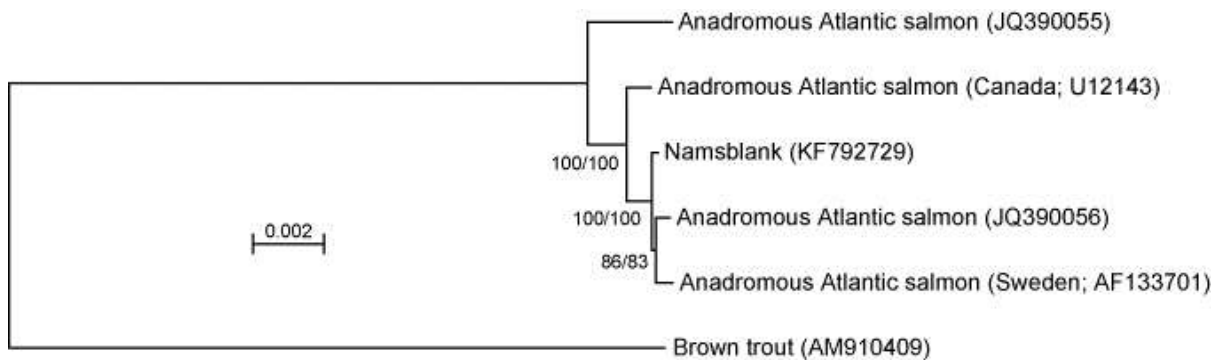 Anadromous Atlantic salmon (JQ390055)
Anadromous Atlantic salmon (Canada; U12143)
Namsblank (KF792729)
100/100
Anadromous Atlantic salmon (JQ390056)
100/100
0.002
86/83
Anadromous Atlantic salmon (Sweden; AF133701)
Brown trout (AM910409)